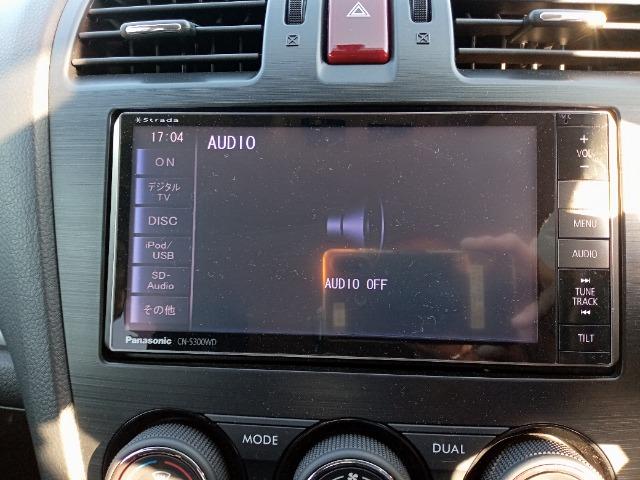 Strada
17:04
AUDIO
ON
デジタル
TV
DISC
iPod/
USB
SD-
Audio
その他
AUDIO OFF
Panasonic CN-S300WD
+
VOL
−
MENU
AUDIO
TUNE
TRACK
TILT
MODE
DUAL